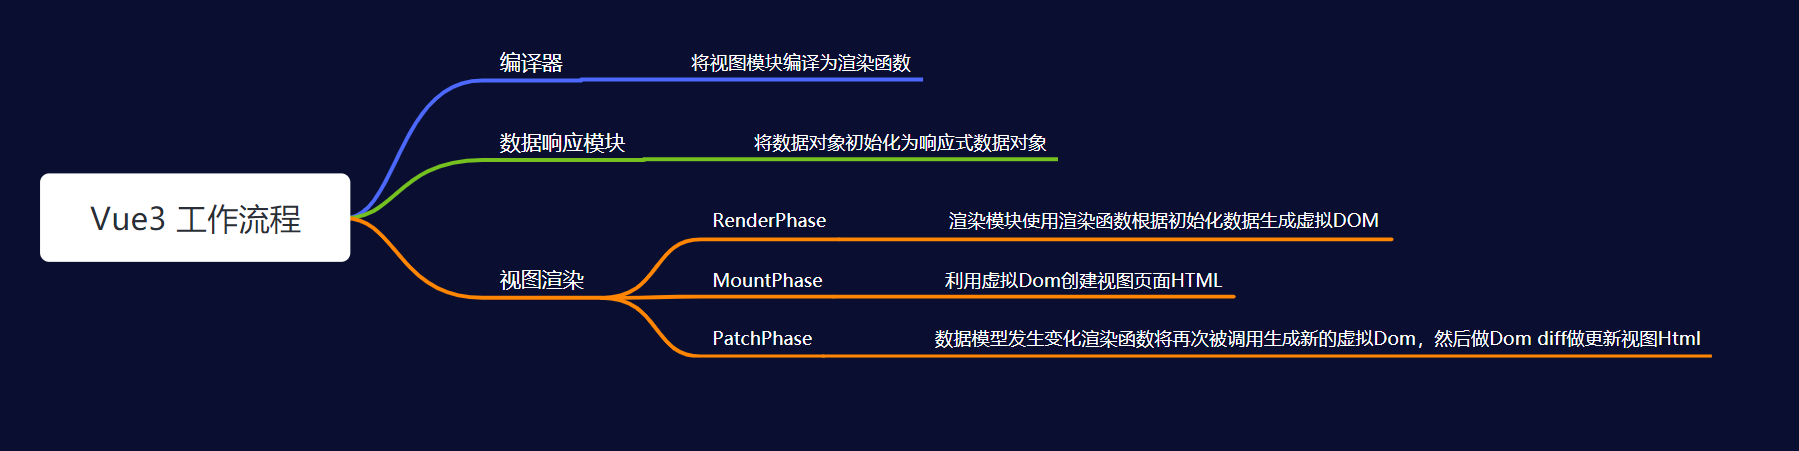 编译器
将视图模块编译为渲染函数
数据响应模块
将数据对象初始化为响应式数据对象
Vue3 工作流程
视图渲染
RenderPhase
渲染模块使用渲染函数根据初始化数据生成虚拟DOM
MountPhase
利用虚拟Dom创建视图页面HTML
PatchPhase
数据模型发生变化渲染函数将再次被调用生成新的虚拟Dom，然后做Dom diff做更新视图Html